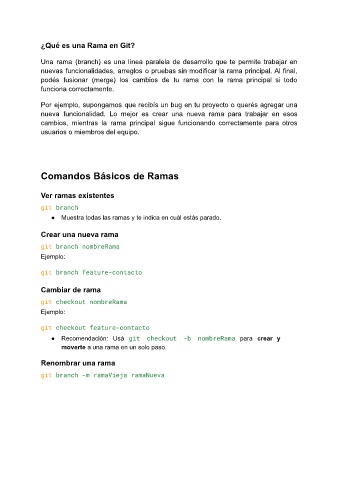 ¿Qué es una Rama en Git?
Una rama (branch) es una línea paralela de desarrollo que te permite trabajar en
nuevas funcionalidades, arreglos o pruebas sin modificar la rama principal. Al final,
podés fusionar (merge) los cambios de tu rama con la rama principal si todo
funciona correctamente.
Por ejemplo, supongamos que recibís un bug en tu proyecto o querés agregar una
nueva funcionalidad. Lo mejor es crear una nueva rama para trabajar en esos
cambios, mientras la rama principal sigue funcionando correctamente para otros
usuarios o miembros del equipo.
Comandos Básicos de Ramas
Ver ramas existentes
git branch
● Muestra todas las ramas y te indica en cuál estás parado.
Crear una nueva rama
git branch nombreRama
Ejemplo:
git branch feature-contacto
Cambiar de rama
git checkout nombreRama
Ejemplo:
git checkout feature-contacto
● Recomendación: Usá git checkout -b nombreRama para crear y
moverte a una rama en un solo paso.
Renombrar una rama
git branch -m ramaVieja ramaNueva